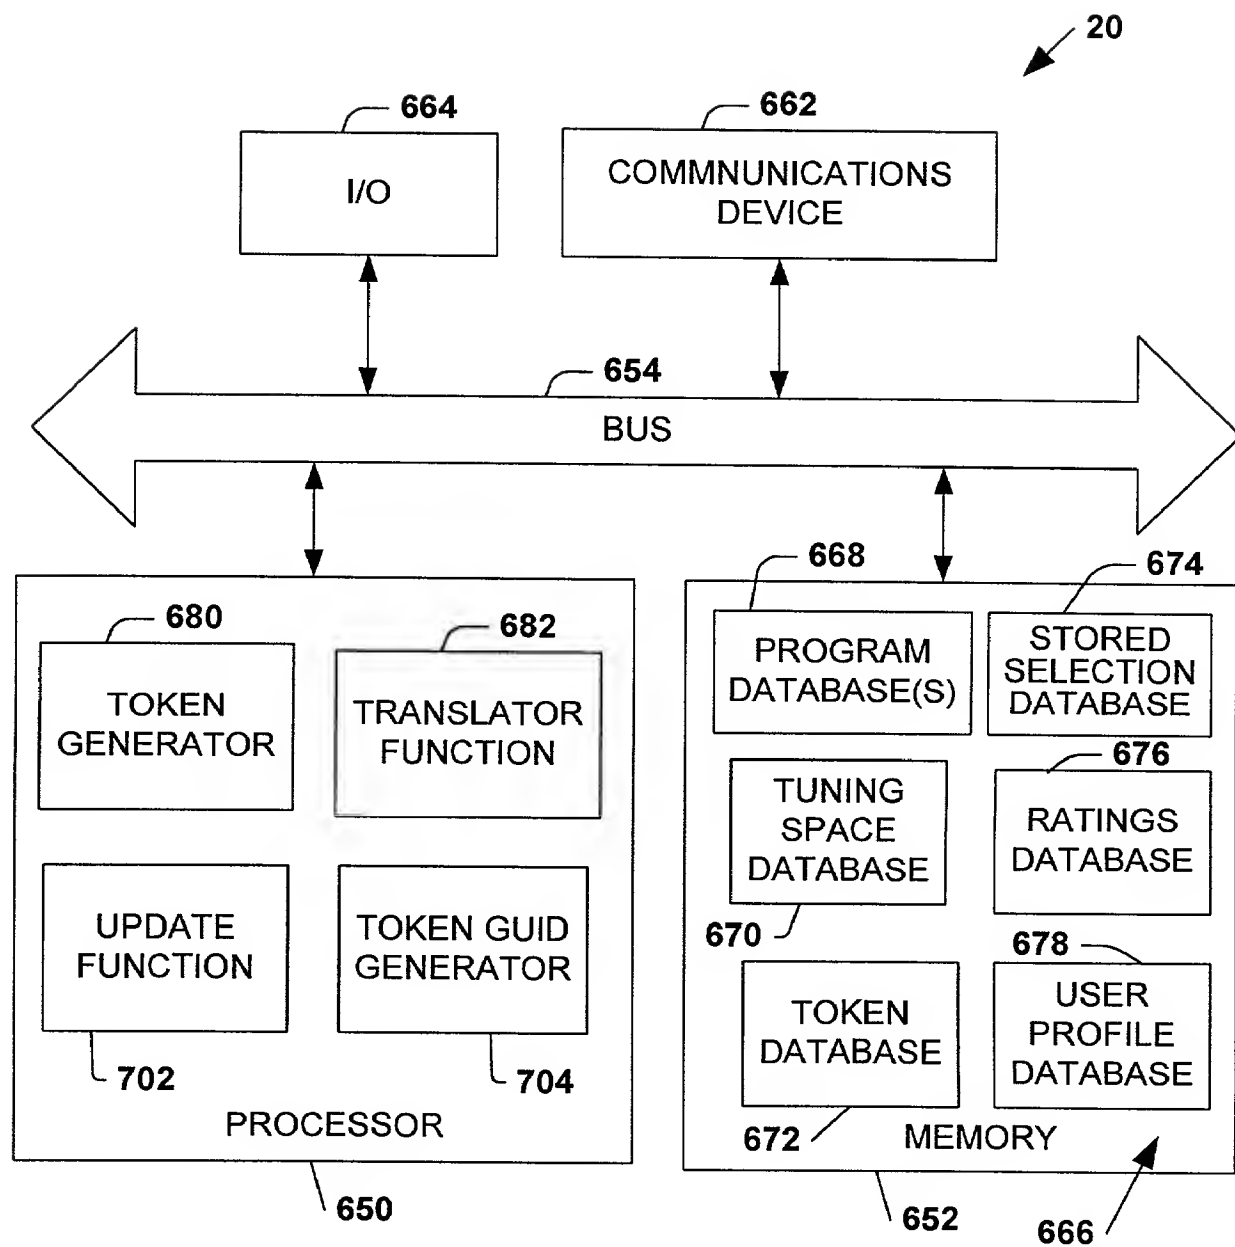 20
664
662
I/O
COMMNUNICATIONS
DEVICE
654
BUS
668
674
680
682
PROGRAM
DATABASE(S)
STORED
SELECTION
DATABASE
TOKEN
GENERATOR
TRANSLATOR
FUNCTION
676
TUNING
SPACE
DATABASE
RATINGS
DATABASE
UPDATE
FUNCTION
TOKEN GUID
GENERATOR
670
678
TOKEN
DATABASE
USER
PROFILE
DATABASE
702
704
PROCESSOR
672
MEMORY
650
652
666